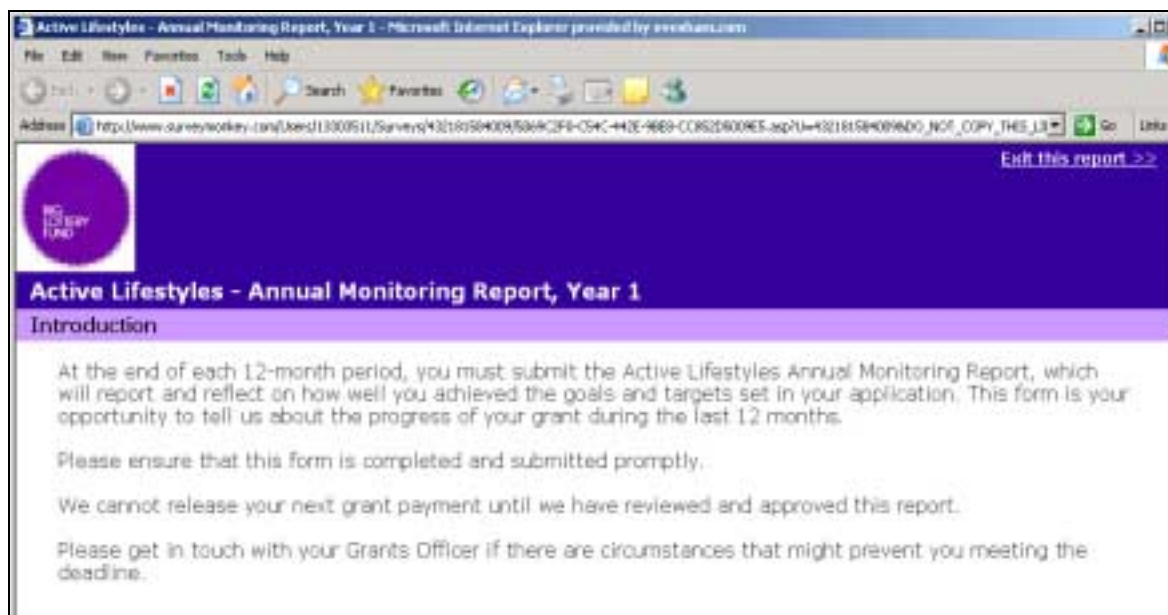 Active Lifestyles - Annual Monitoring Report, Year 1 - Microsoft Internet Explorer provided by
File Edit View Favorites Tools Help
Search Favorites
Address Go Links
Exit this report >>
BIG
LOTTERY
FUND
Active Lifestyles - Annual Monitoring Report, Year 1
Introduction
At the end of each 12-month period, you must submit the Active Lifestyles Annual Monitoring Report, which
will report and reflect on how well you achieved the goals and targets set in your application. This form is your
opportunity to tell us about the progress of your grant during the last 12 months.
Please ensure that this form is completed and submitted promptly.
We cannot release your next grant payment until we have reviewed and approved this report.
Please get in touch with your Grants Officer if there are circumstances that might prevent you meeting the
deadline.